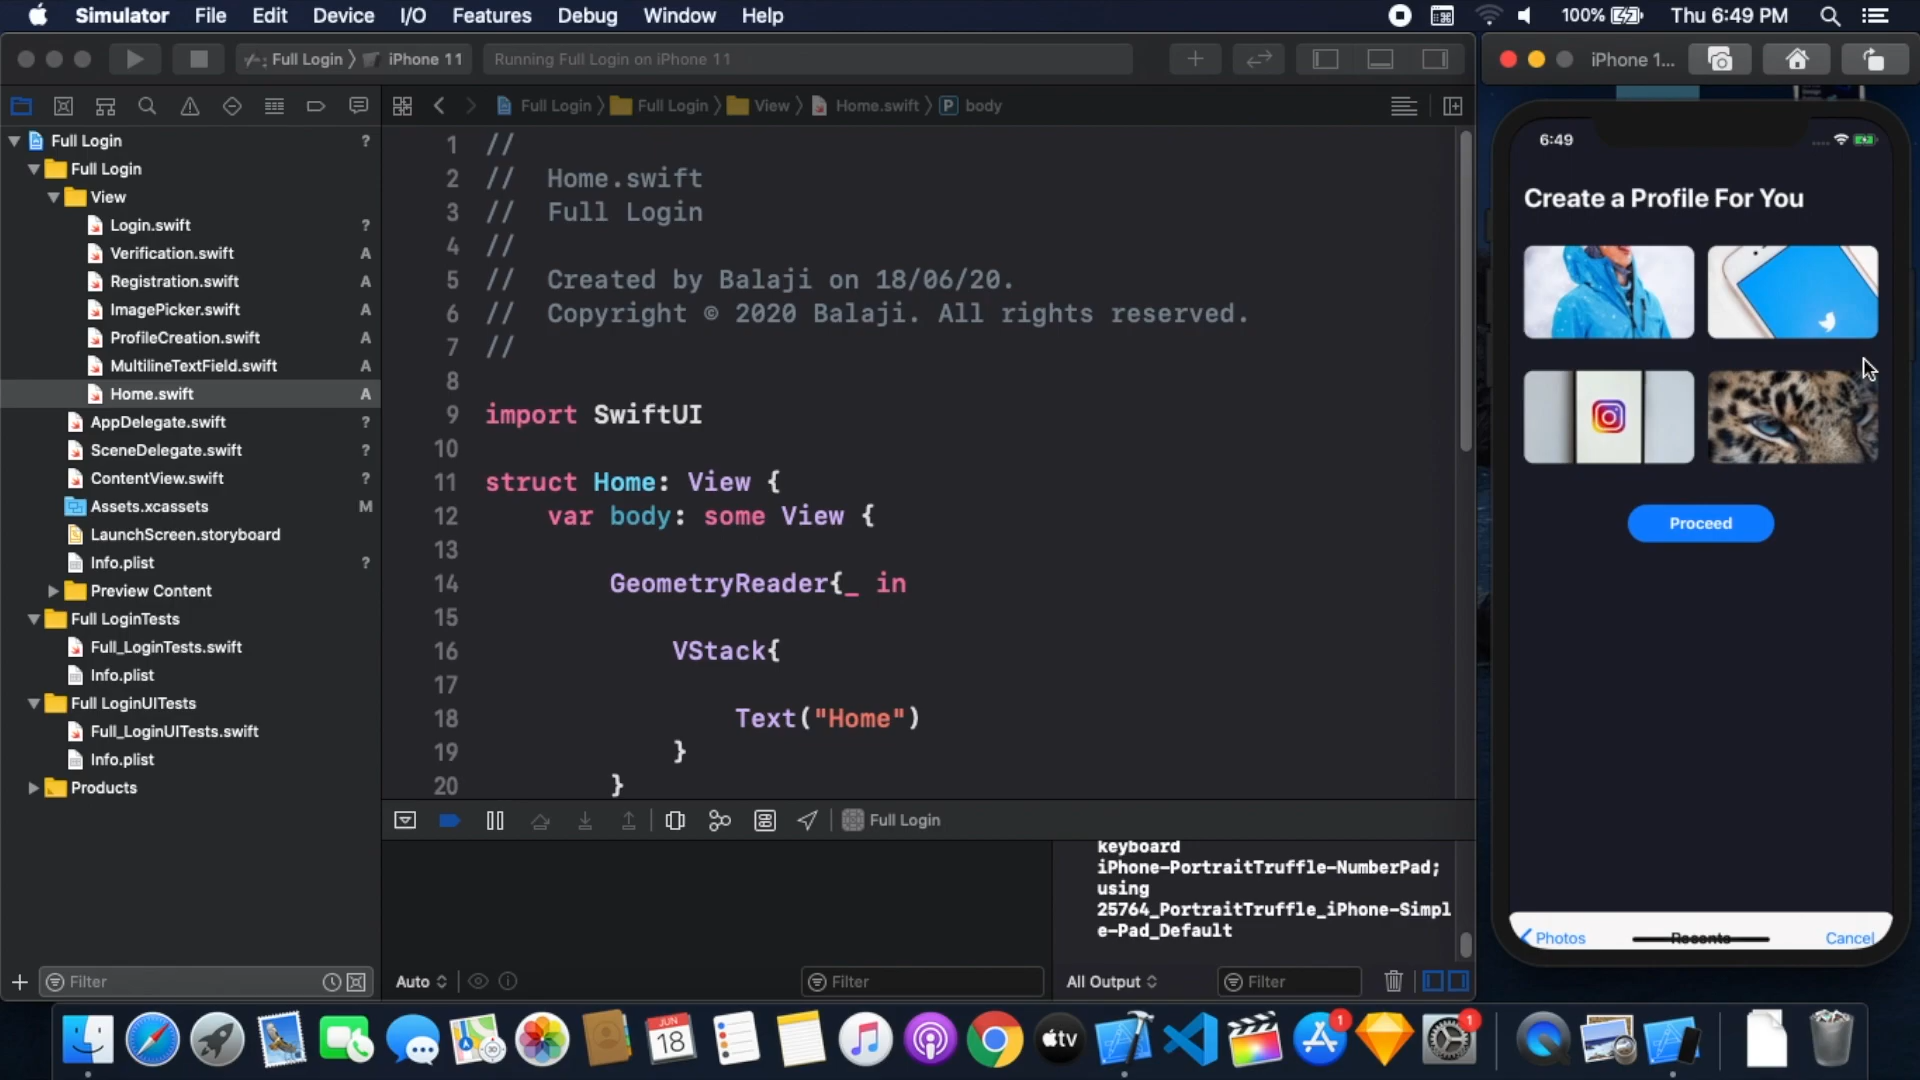 Simulator File Edit Device I/O Features Debug Window Help 100% Thu 6:49 PM
Full Login iPhone 11 Running Full Login on iPhone 11
iPhone 1...
Full Login Full Login View Home.swift P body
Full Login ?
Full Login
View
Login.swift ?
Verification.swift A
Registration.swift A
ImagePicker.swift A
ProfileCreation.swift A
MultilineTextField.swift A
Home.swift A
AppDelegate.swift ?
SceneDelegate.swift ?
ContentView.swift ?
Assets.xcassets M
LaunchScreen.storyboard
Info.plist ?
Preview Content
Full LoginTests
Full_LoginTests.swift
Info.plist
Full LoginUITests
Full_LoginUITests.swift
Info.plist
Products
Filter
1 //
2 // Home.swift
3 // Full Login
4 //
5 // Created by Balaji on 18/06/20.
6 // Copyright © 2020 Balaji. All rights reserved.
7 //
8
9 import SwiftUI
10
11 struct Home: View {
12 var body: some View {
13
14 GeometryReader{_ in
15
16 VStack{
17
18 Text("Home")
19 }
20 }
Full Login
keyboard
iPhone-PortraitTruffle-NumberPad;
using
25764_PortraitTruffle_iPhone-Simpl
e-Pad_Default
Auto Filter All Output Filter
6:49
Create a Profile For You
Proceed
Photos Recents Cancel
JUN
18
tv
1
1